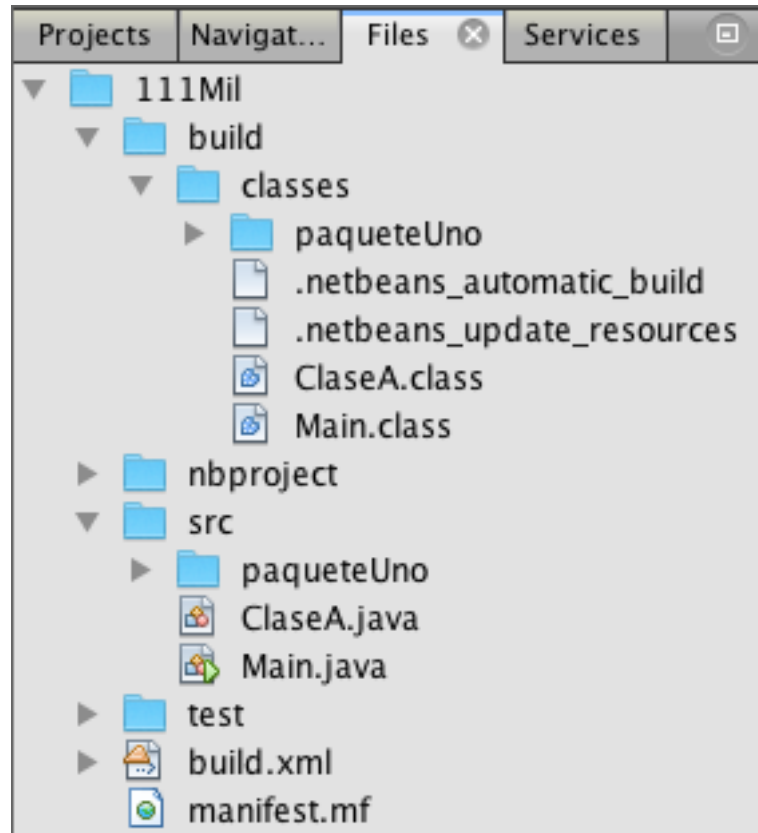 Projects Navigat... Files Services
111Mil
build
classes
paqueteUno
.netbeans_automatic_build
.netbeans_update_resources
ClaseA.class
Main.class
nbproject
src
paqueteUno
ClaseA.java
Main.java
test
build.xml
manifest.mf